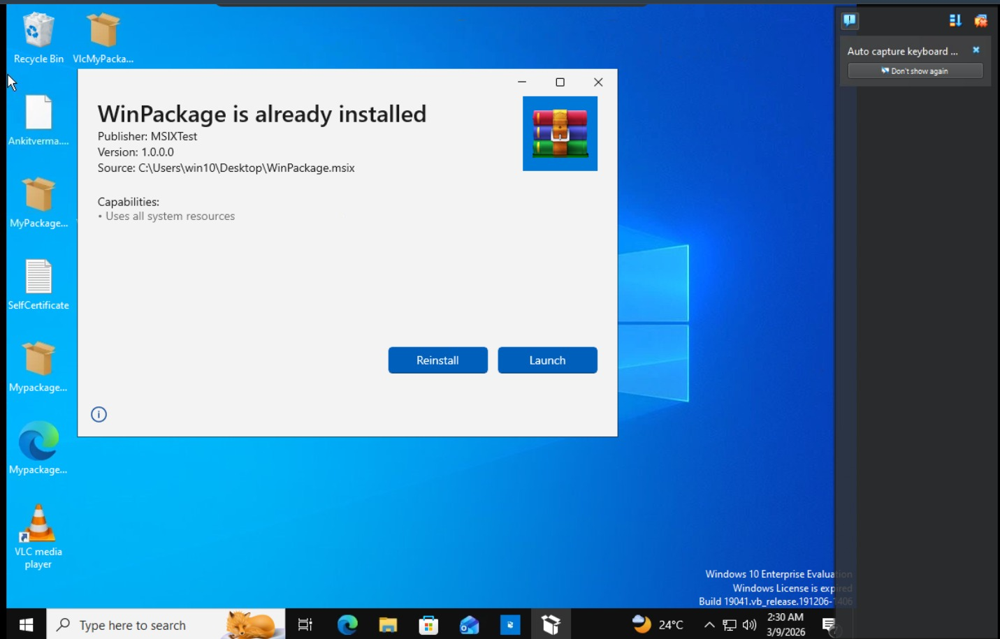 Recycle Bin
VlcMyPacka...
Ankitverma....
MyPackage...
SelfCertificate
Mypackage...
Mypackage...
VLC media
player
WinPackage is already installed
Publisher: MSIXTest
Version: 1.0.0.0
Source: C:\Users\win10\Desktop\WinPackage.msix
Capabilities:
• Uses all system resources
Reinstall
Launch
Auto capture keyboard ...
Don't show again
Windows 10 Enterprise Evaluation
Windows License is expired
Build 19041.vb_release.191206-1406
Type here to search
24°C
2:30 AM
3/9/2026